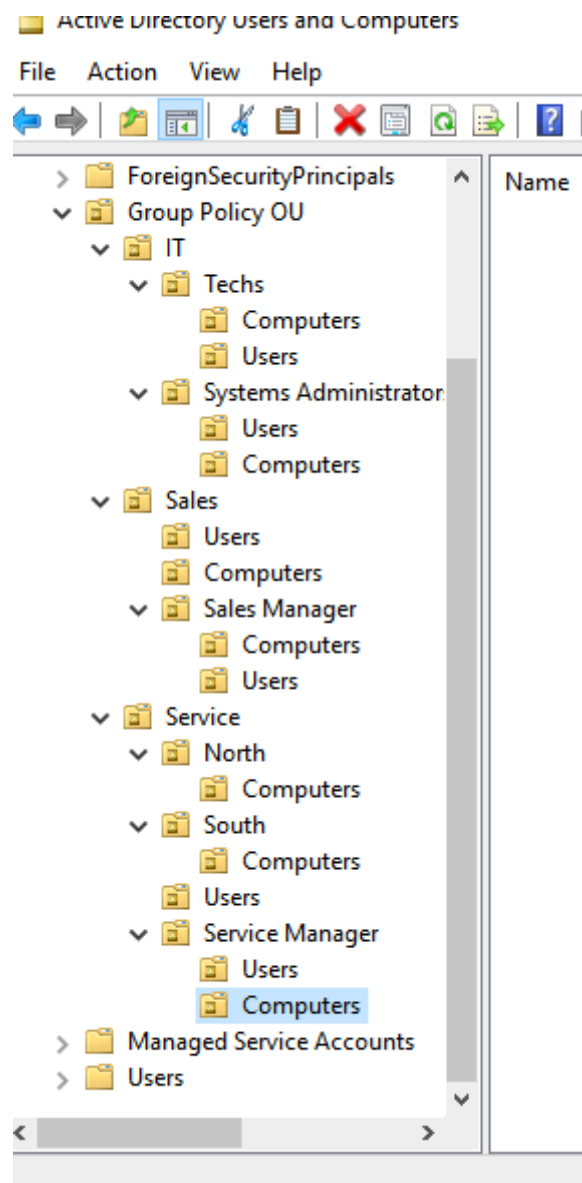 Active Directory Users and Computers
File Action View Help
ForeignSecurityPrincipals
Name
Group Policy OU
IT
Techs
Computers
Users
Systems Administrator
Users
Computers
Sales
Users
Computers
Sales Manager
Computers
Users
Service
North
Computers
South
Computers
Users
Service Manager
Users
Computers
Managed Service Accounts
Users